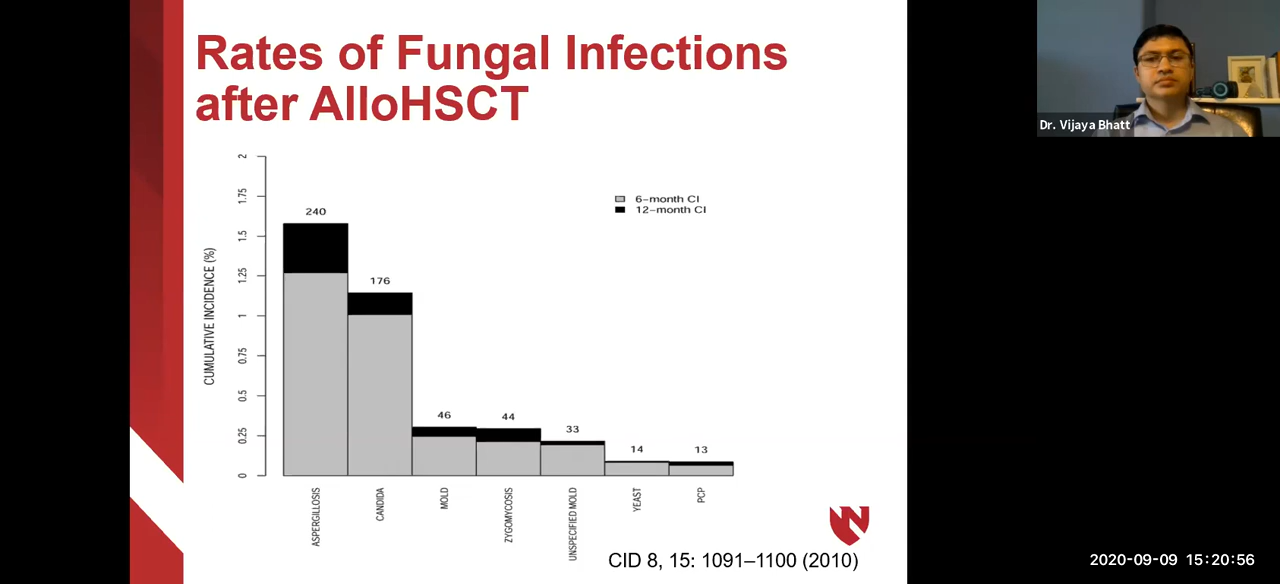 Rates of Fungal Infections
after AlloHSCT
Dr. Vijaya Bhatt
CUMULATIVE INCIDENCE (%)
2
1.75
1.5
1.25
1
0.75
0.5
0.25
0
6-month CI
12-month CI
240
176
46
44
33
14
13
ASPERGILLOSIS
CANDIDA
MOLD
ZYGOMYCOSIS
UNSPECIFIED MOLD
YEAST
PCP
N
CID 8, 15: 1091–1100 (2010)
2020-09-09 15:20:56